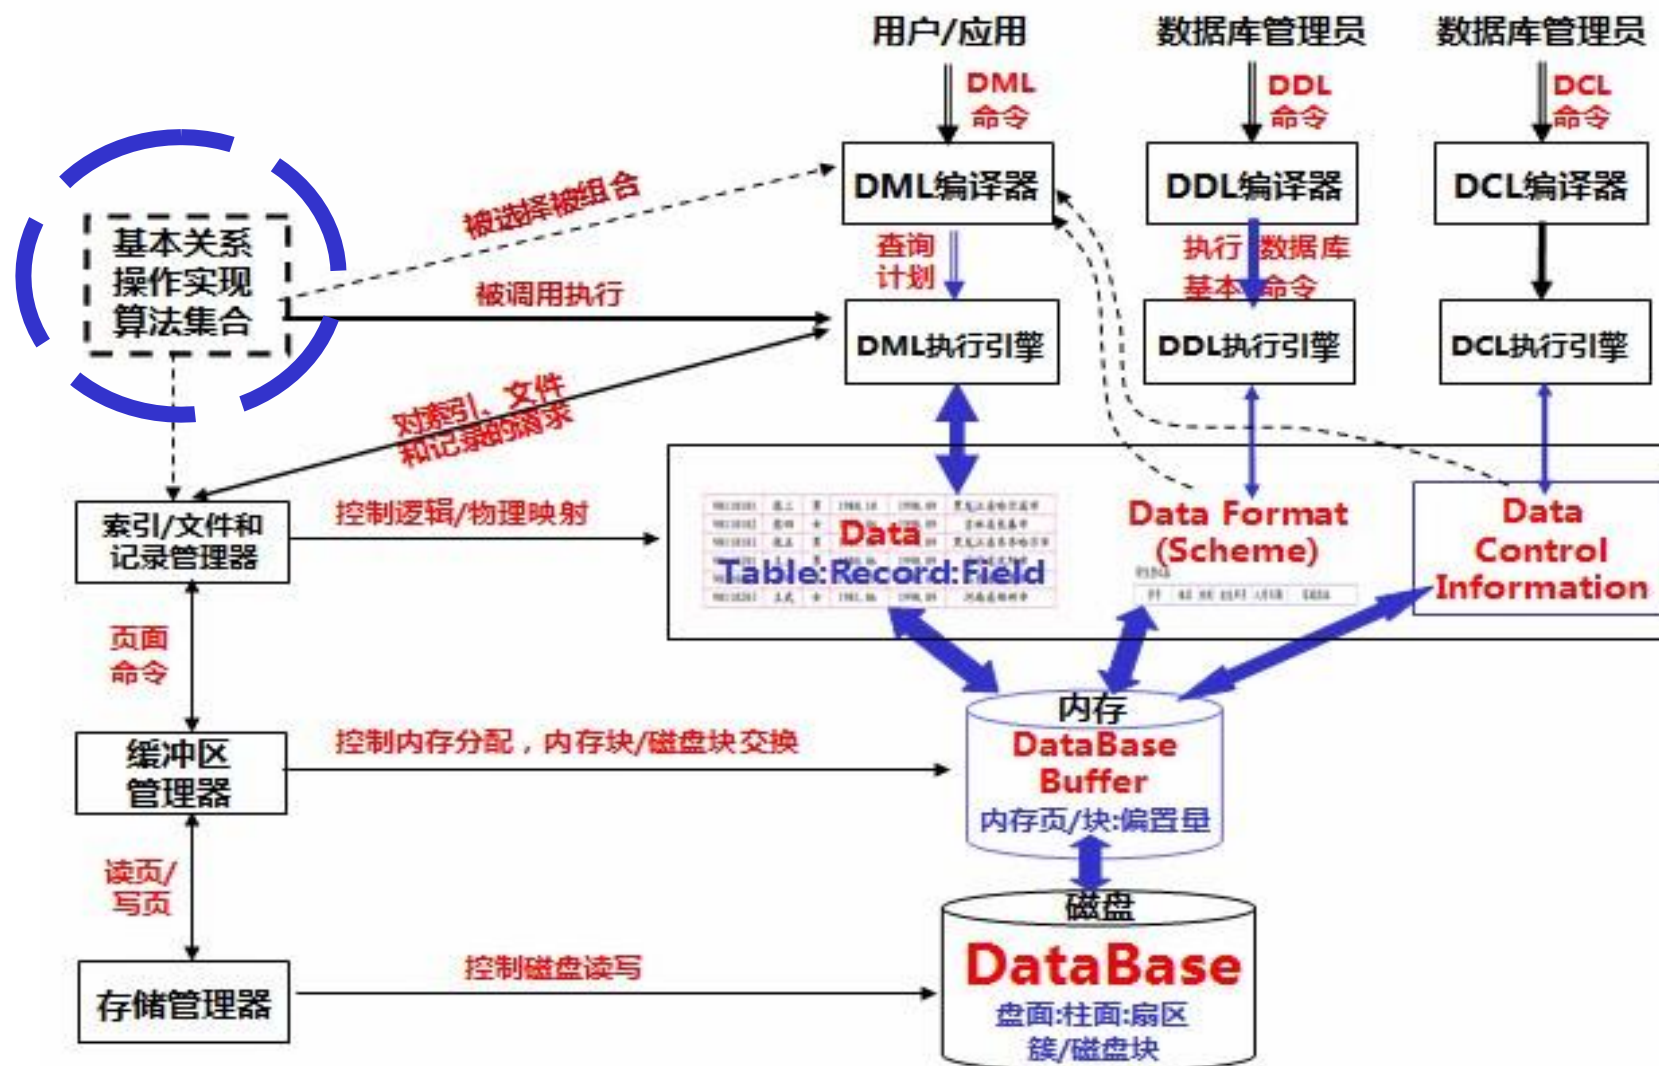 用户/应用
数据库管理员
数据库管理员
DML
命令
DDL
命令
DCL
命令
DML编译器
DDL编译器
DCL编译器
基本关系
操作实现
算法集合
被选择被组合
被调用执行
查询
计划
执行 数据库
基本 命令
DML执行引擎
DDL执行引擎
DCL执行引擎
对索引、文件
和记录的请求
索引/文件和
记录管理器
控制逻辑/物理映射
Data
Table:Record:Field
Data Format
(Scheme)
Data
Control
Information
页面
命令
缓冲区
管理器
控制内存分配，内存块/磁盘块交换
内存
DataBase
Buffer
内存页/块:偏置量
读页/
写页
存储管理器
控制磁盘读写
磁盘
DataBase
盘面:柱面:扇区
簇/磁盘块